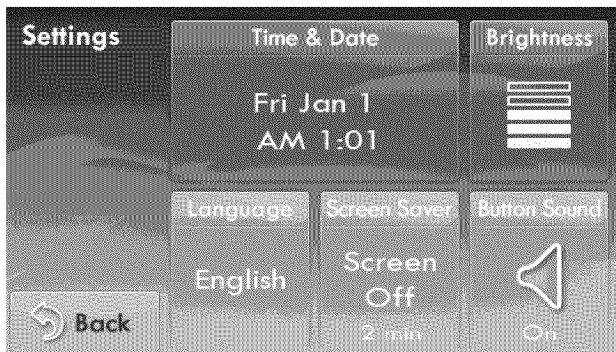 Settings
Time & Date
Brightness
Fri Jan 1
AM 1:01
Language
Screen Saver
Button Sound
English
Screen
Off
2 min
On
Back